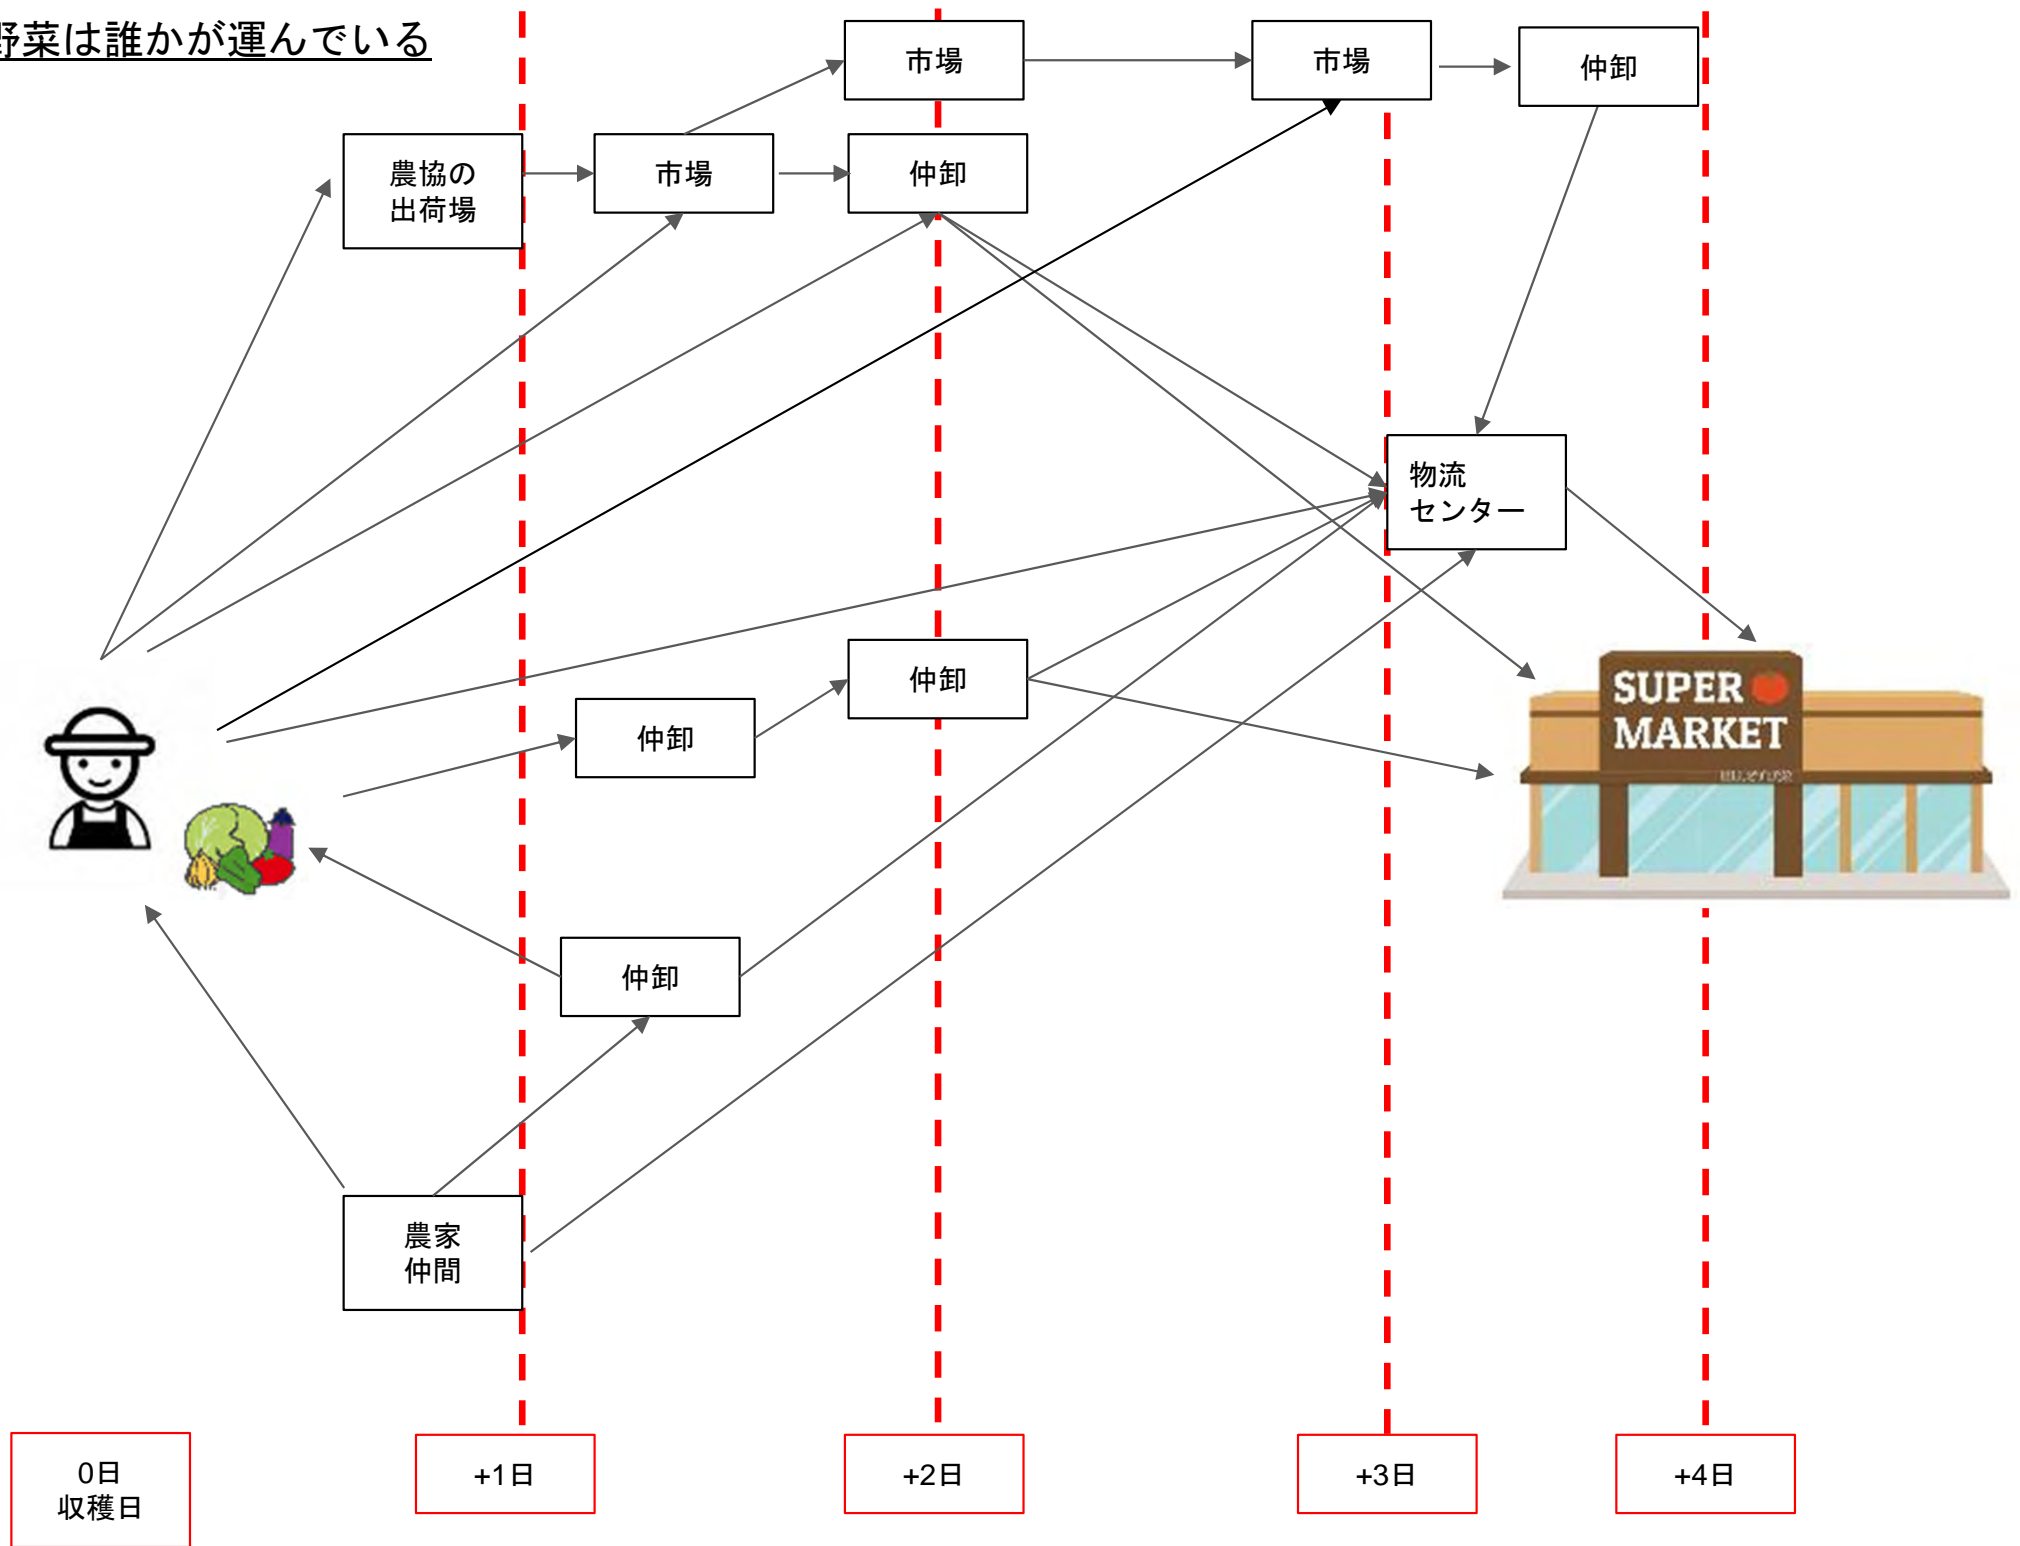 野菜は誰かが運んでいる
市場
市場
仲卸
農協の
出荷場
市場
仲卸
物流
センター
仲卸
仲卸
SUPER
MARKET
仲卸
農家
仲間
0日
収穫日
+1日
+2日
+3日
+4日